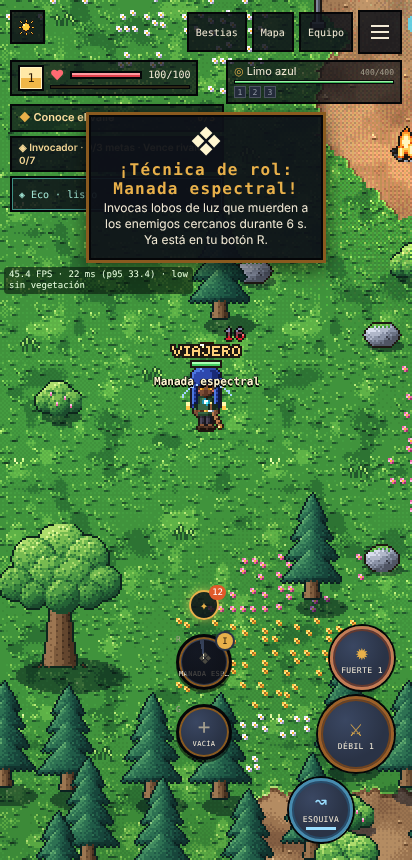 Bestias
Mapa
Equipo
1
100/100
Limo azul
400/400
1 2 3
Conoce el
Invocador ·
0/7
Eco · lis
¡Técnica de rol:
Manada espectral!
Invocas lobos de luz que muerden a
los enemigos cercanos durante 6 s.
Ya está en tu botón R.
45.4 FPS · 22 ms (p95 33.4) · low
sin vegetación
16
VIAJERO
Manada espectral
12
I
MANADA ESP
FUERTE 1
VACÍA
DÉBIL 1
ESQUIVA